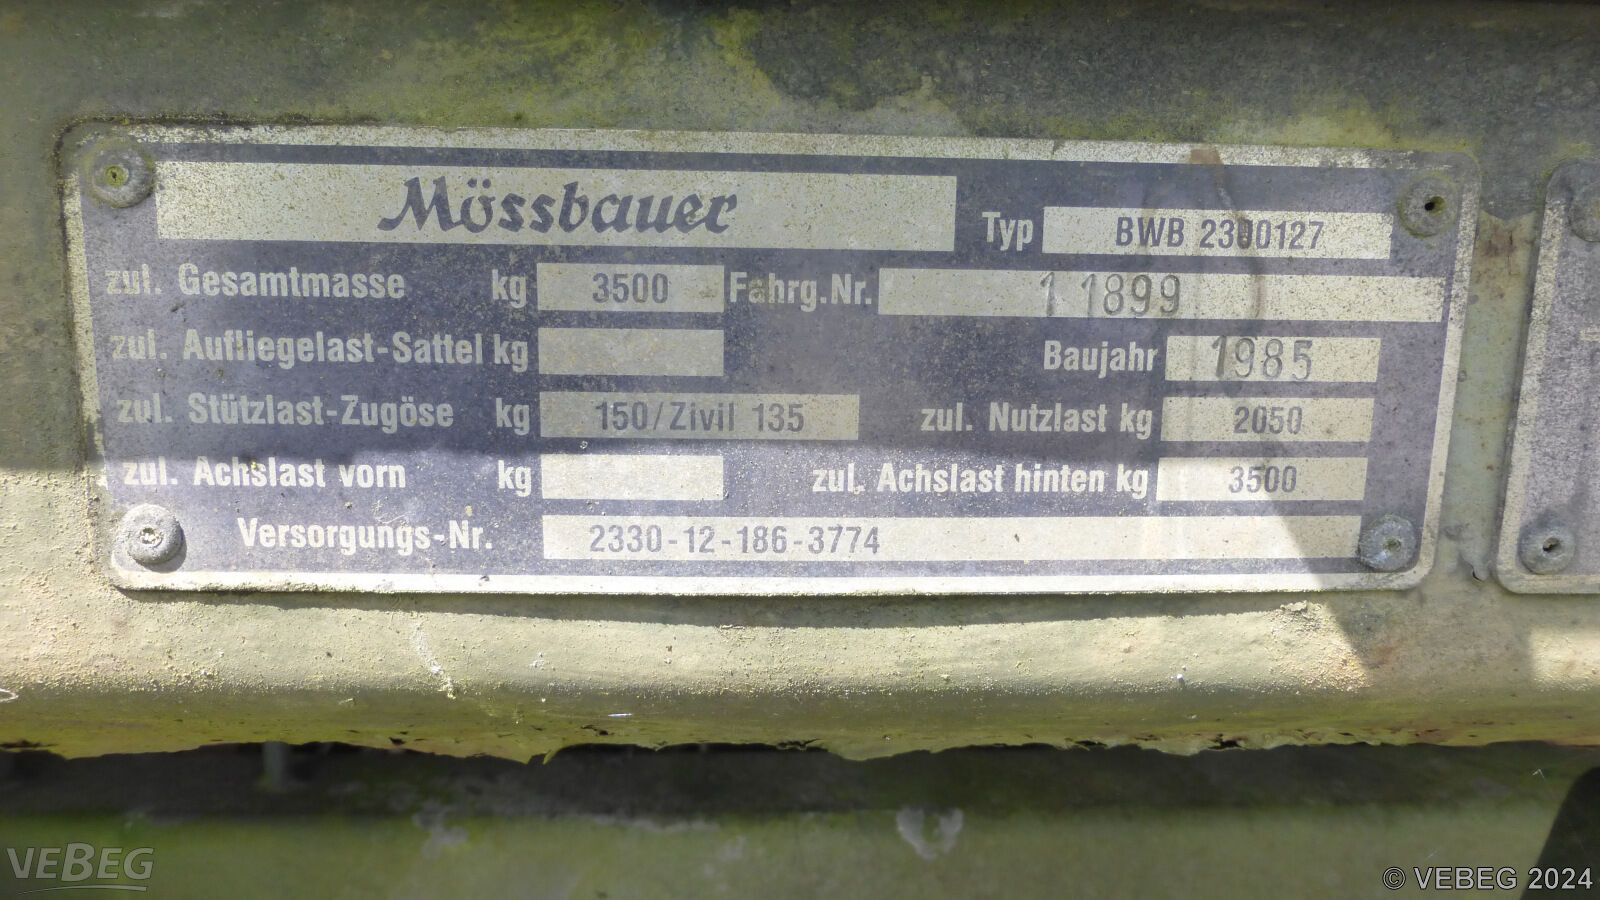 Mössbauer Typ BWB 2300127
zul. Gesamtmasse kg 3500 Fahrg.Nr. 11899
zul. Aufliegelast-Sattel kg Baujahr 1985
zul. Stützlast-Zugöse kg 150/Zivil 135 zul. Nutzlast kg 2050
zul. Achslast vorn kg zul. Achslast hinten kg 3500
Versorgungs-Nr. 2330-12-186-3774
VEBEG © VEBEG 2024